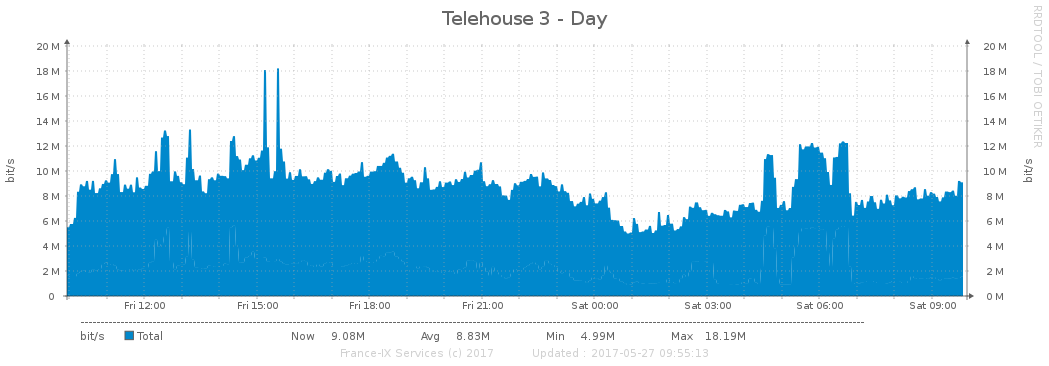 Telehouse 3 - Day
RRDTOOL / TOBI OETIKER
bit/s
bit/s
20 M 20 M
18 M 18 M
16 M 16 M
14 M 14 M
12 M 12 M
10 M 10 M
8 M 8 M
6 M 6 M
4 M 4 M
2 M 2 M
0 0 M
Fri 12:00 Fri 15:00 Fri 18:00 Fri 21:00 Sat 00:00 Sat 03:00 Sat 06:00 Sat 09:00
bit/s Total Now 9.08M Avg 8.83M Min 4.99M Max 18.19M
France-IX Services (c) 2017 Updated : 2017-05-27 09:55:13